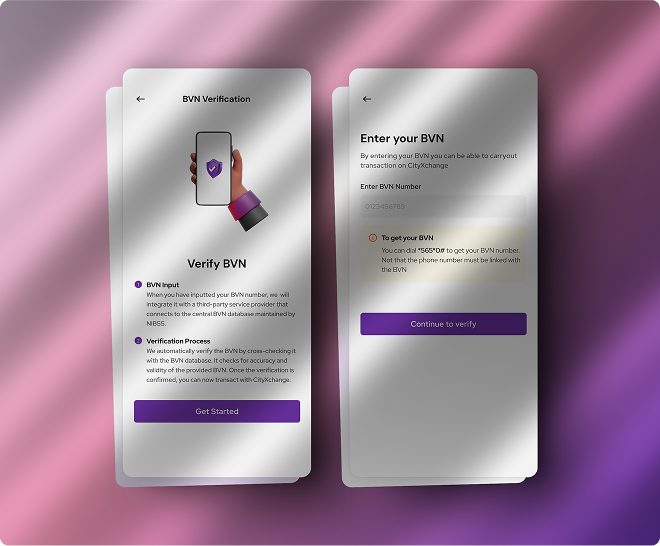 BVN Verification
Verify BVN
1 BVN Input
When you have inputted your BVN number, we will
integrate it with a third-party service provider that
connects to the central BVN database maintained by
NIBSS.
2 Verification Process
We automatically verify the BVN by cross-checking it
with the BVN database. It checks for accuracy and
validity of the provided BVN. Once the verification is
confirmed, you can now transact with CityXchange.
Get Started
Enter your BVN
By entering your BVN you can be able to carryout
transaction on CityXchange
Enter BVN Number
0123456789
To get your BVN
You can dial *565*0# to get your BVN number.
Not that the phone number must be linked with
the BVN
Continue to verify